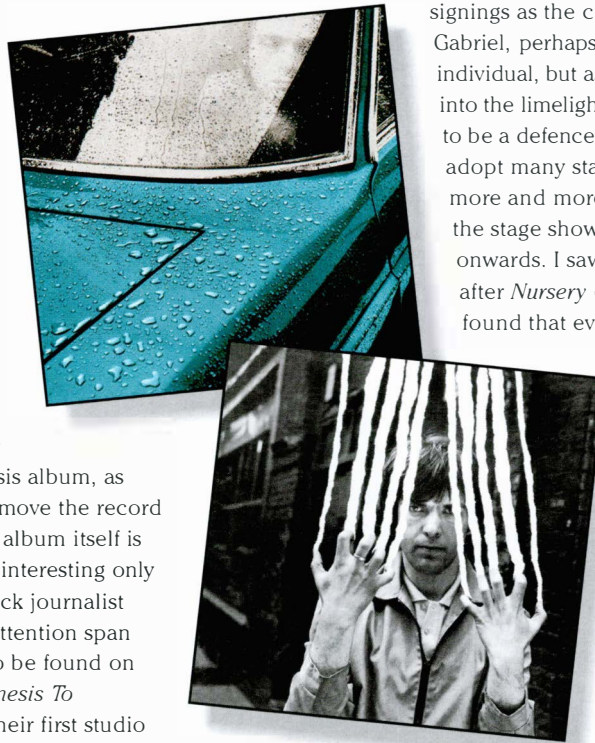 signings as the c
Gabriel, perhaps
individual, but a
into the limeligh
to be a defence
adopt many sta
more and more
the stage show
onwards. I saw
after Nursery
found that ev
sis album, as
move the record
album itself is
interesting only
ck journalist
ttention span
o be found on
nesis To
heir first studio